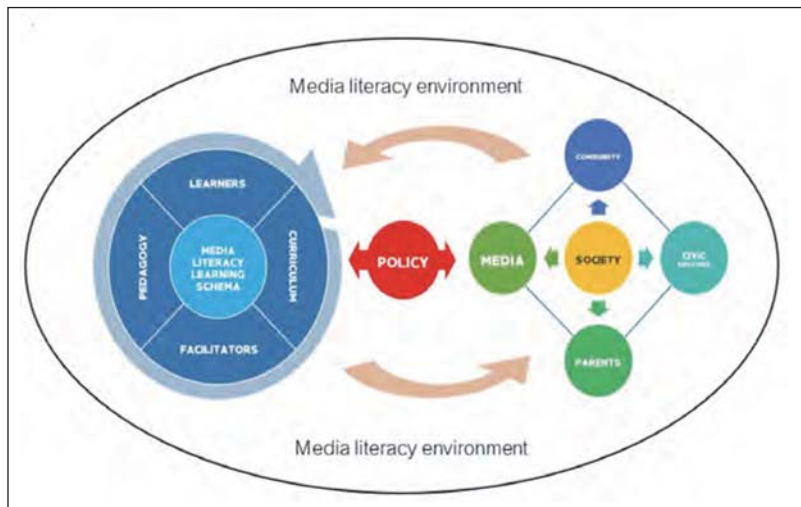 Media literacy environment
COMMUNITY
LEARNERS
PEDAGOGY
MEDIA
LITERACY
LEARNING
SCHEMA
CURRICULUM
POLICY
MEDIA
SOCIETY
CIVIC
FACILITATORS
PARENTS
Media literacy environment